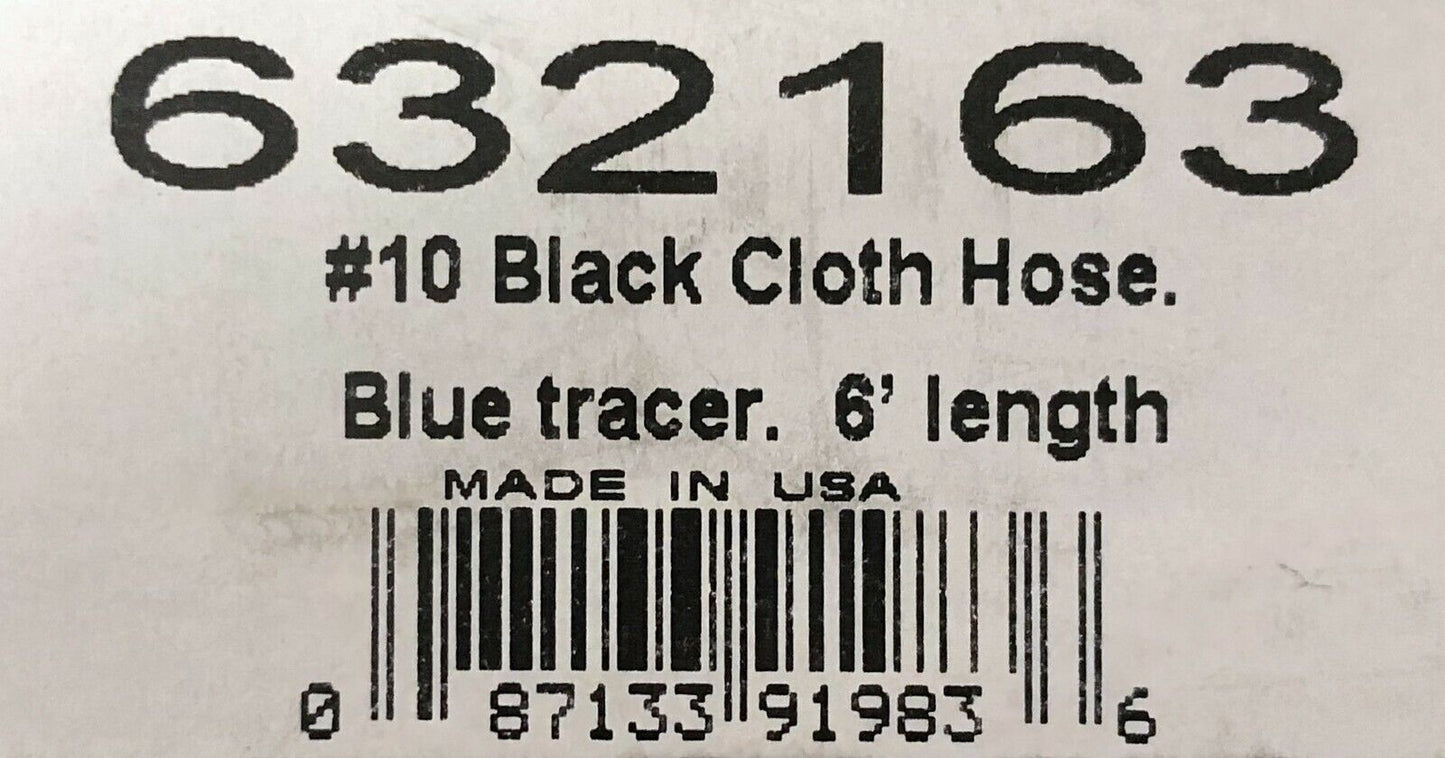 632163
#10 Black Cloth Hose.
Blue tracer.  6’ length
MADE IN USA
0 87133 91983 6